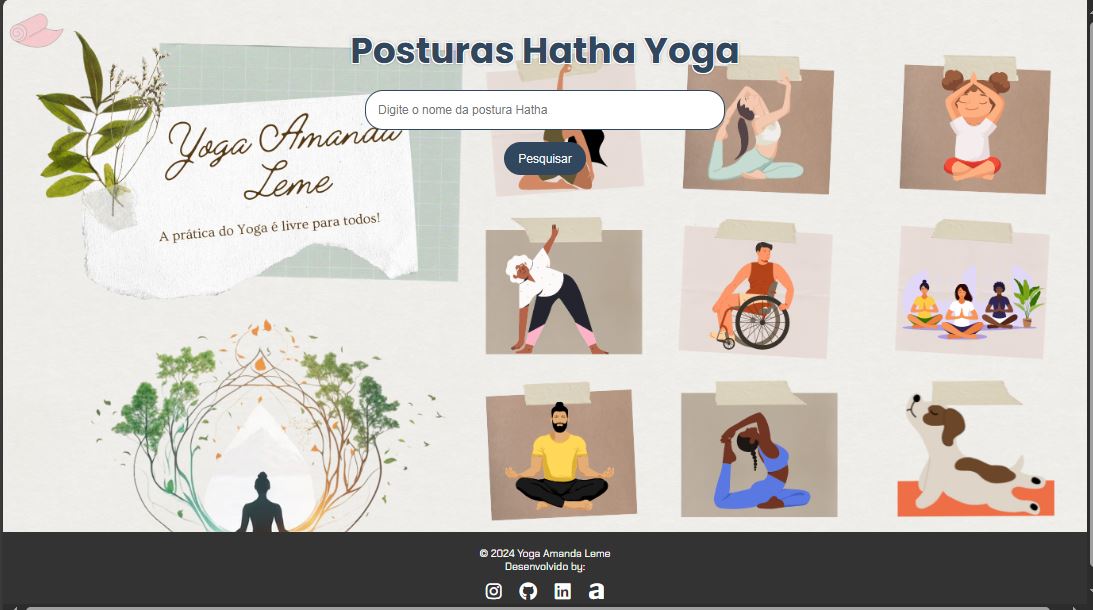 Posturas Hatha Yoga
Digite o nome da postura Hatha
Pesquisar
Yoga Amanda
Leme
A prática do Yoga é livre para todos!
© 2024 Yoga Amanda Leme
Desenvolvido by: